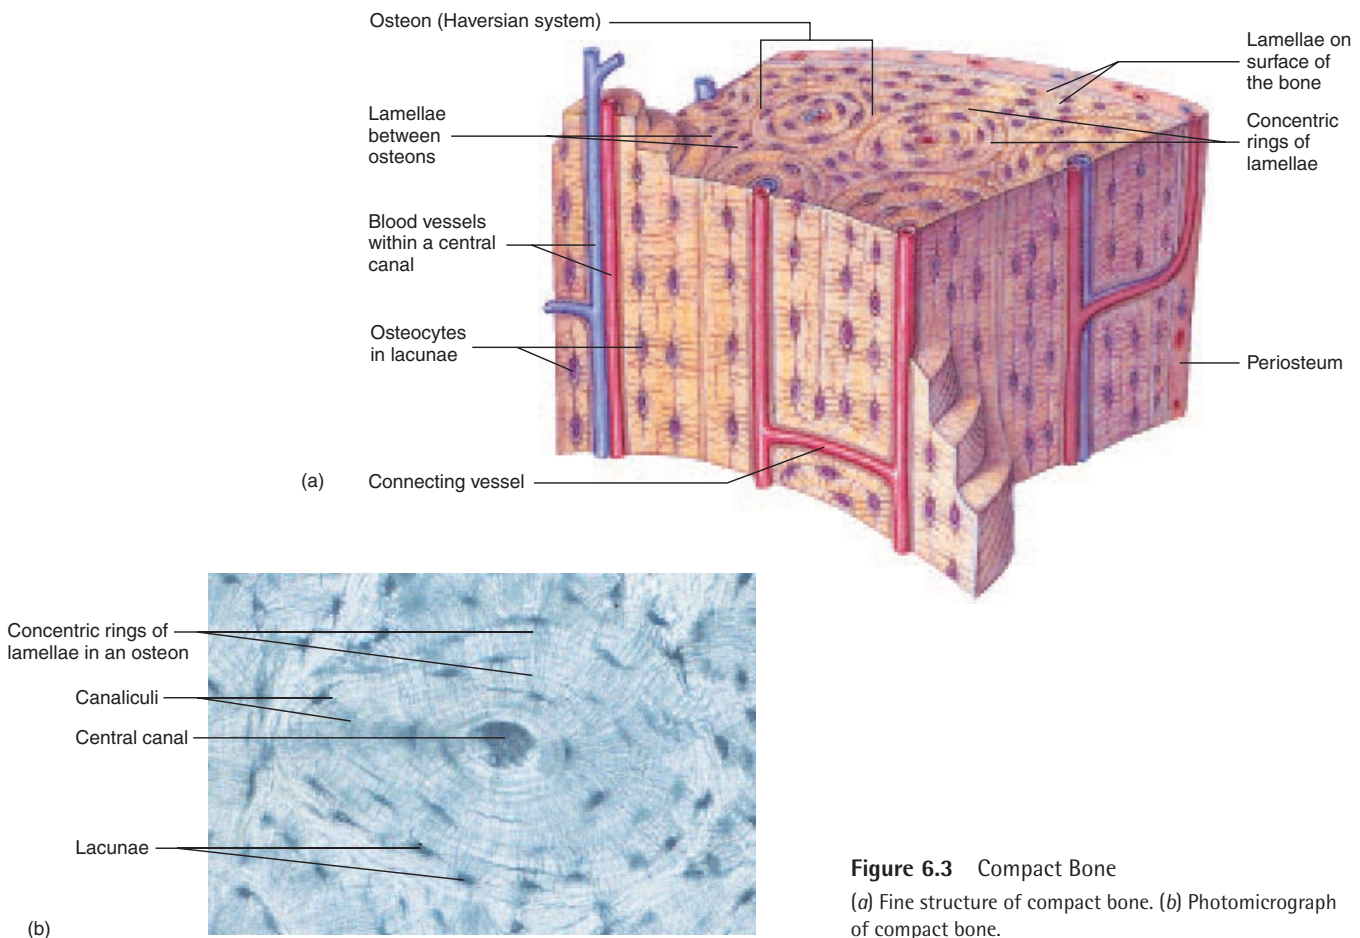 Osteon (Haversian system)
Lamellae on
surface of
the bone
Lamellae
between
osteons
Concentric
rings of
lamellae
Blood vessels
within a central
canal
Osteocytes
in lacunae
Periosteum
(a)
Connecting vessel
Concentric rings of
lamellae in an osteon
Canaliculi
Central canal
Lacunae
(b)
Figure 6.3 Compact Bone
(a) Fine structure of compact bone. (b) Photomicrograph
of compact bone.